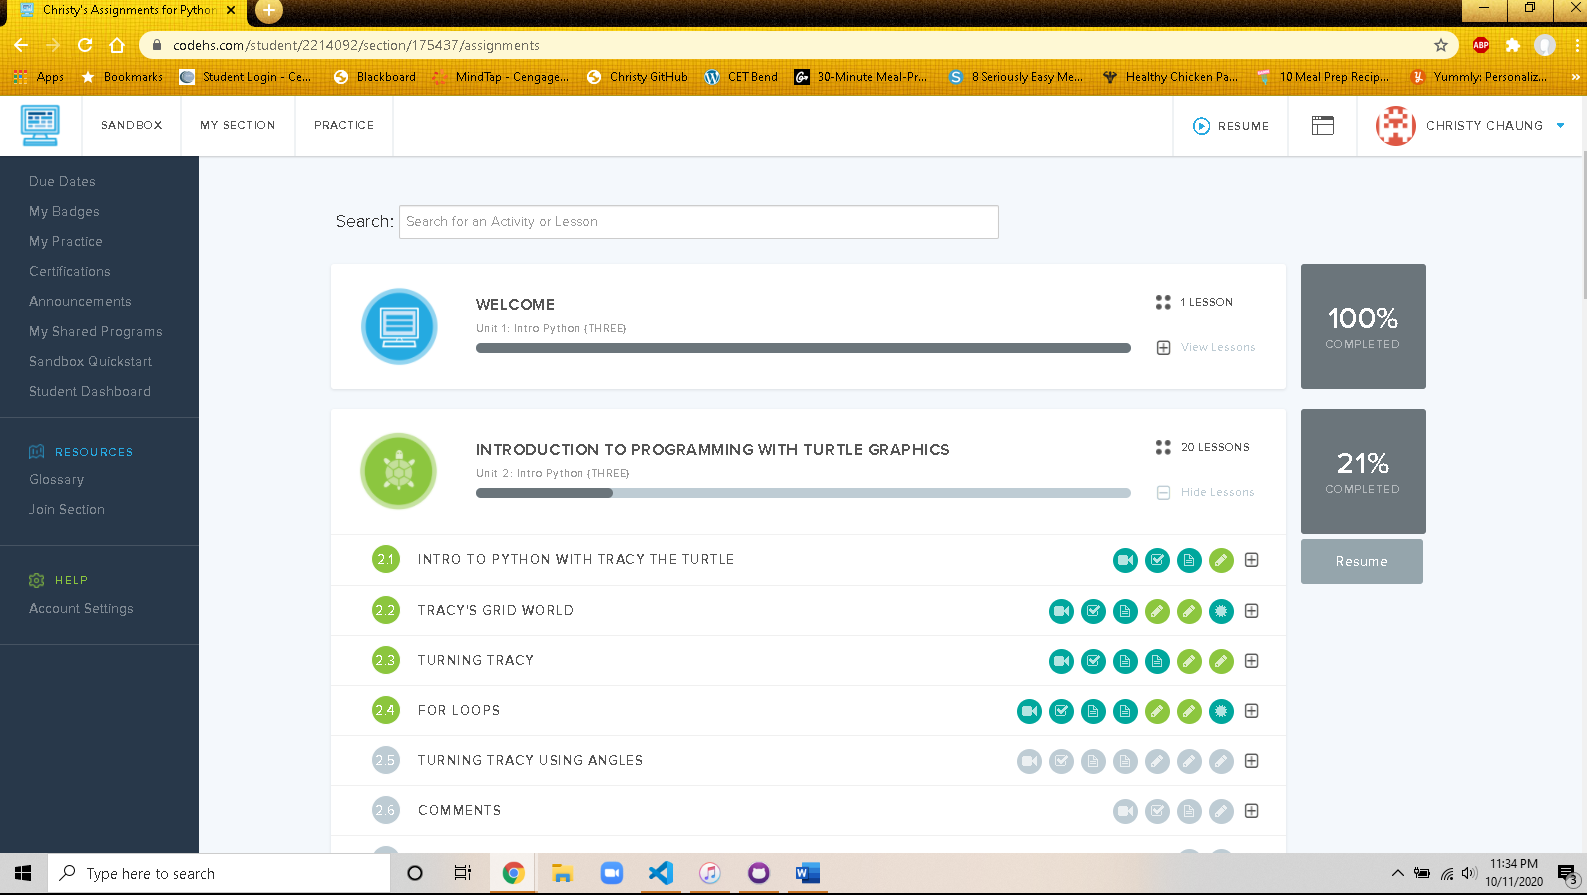 Christy's Assignments for Python
codehs.com/student/2214092/section/175437/assignments
ABP
Apps
Bookmarks
Student Login - Ce...
Blackboard
MindTap - Cengage...
Christy GitHub
CET Bend
30-Minute Meal-Pr...
8 Seriously Easy Me...
Healthy Chicken Pa...
10 Meal Prep Recip...
Yummly: Personaliz...
»
SANDBOX
MY SECTION
PRACTICE
RESUME
CHRISTY CHAUNG
Due Dates
My Badges
My Practice
Certifications
Announcements
My Shared Programs
Sandbox Quickstart
Student Dashboard
RESOURCES
Glossary
Join Section
HELP
Account Settings
Search: Search for an Activity or Lesson
WELCOME
Unit 1: Intro Python {THREE}
1 LESSON
View Lessons
100%
COMPLETED
INTRODUCTION TO PROGRAMMING WITH TURTLE GRAPHICS
Unit 2: Intro Python {THREE}
20 LESSONS
Hide Lessons
21%
COMPLETED
Resume
2.1 INTRO TO PYTHON WITH TRACY THE TURTLE
2.2 TRACY'S GRID WORLD
2.3 TURNING TRACY
2.4 FOR LOOPS
2.5 TURNING TRACY USING ANGLES
2.6 COMMENTS
Type here to search
11:34 PM
10/11/2020
3